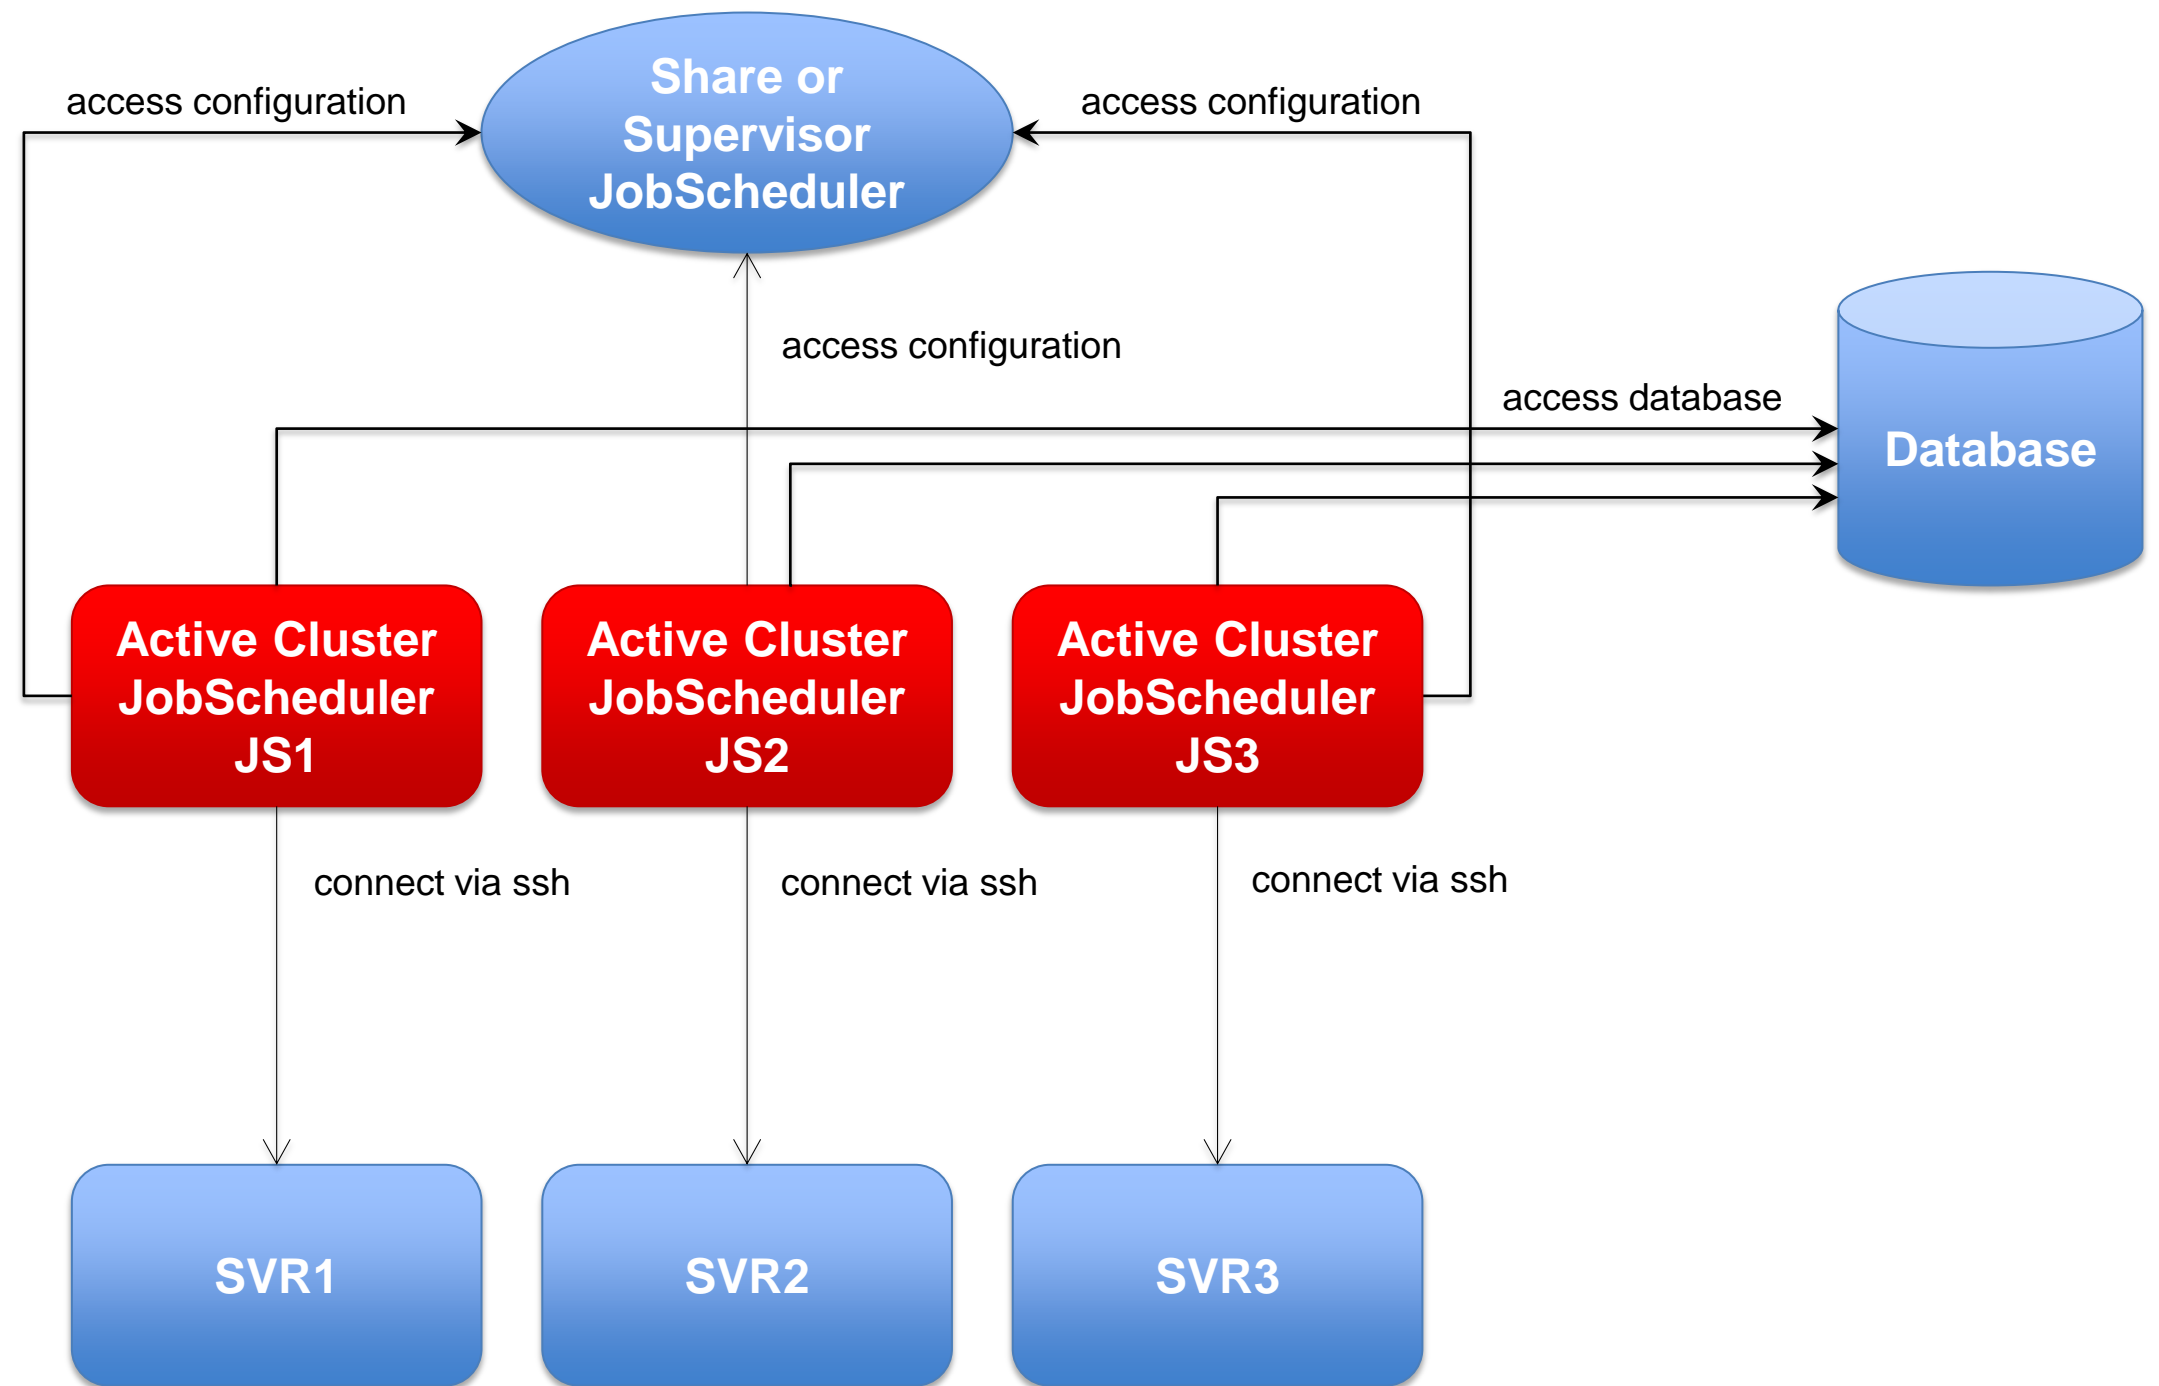 Share or
Supervisor
JobScheduler
access configuration
access configuration
access configuration
access database
Database
Active Cluster
JobScheduler
JS1
Active Cluster
JobScheduler
JS2
Active Cluster
JobScheduler
JS3
connect via ssh
connect via ssh
connect via ssh
SVR1
SVR2
SVR3